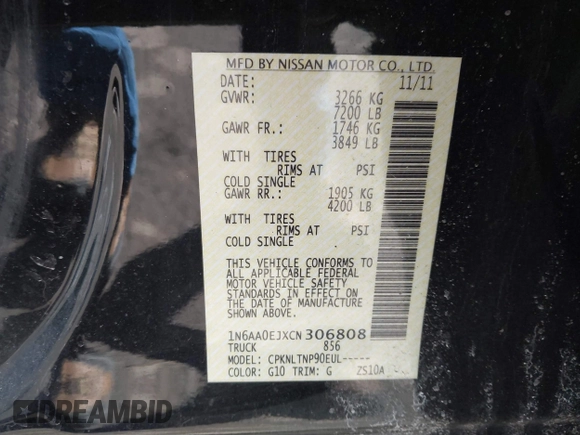 MFD BY NISSAN MOTOR CO., LTD.
DATE: 11/11
GVWR: 3266 KG
7200 LB
GAWR FR.: 1746 KG
3849 LB
WITH TIRES
RIMS AT PSI
COLD SINGLE
GAWR RR.: 1905 KG
4200 LB
WITH TIRES
RIMS AT PSI
COLD SINGLE
THIS VEHICLE CONFORMS TO
ALL APPLICABLE FEDERAL
MOTOR VEHICLE SAFETY
STANDARDS IN EFFECT ON
THE DATE OF MANUFACTURE
SHOWN ABOVE.
1N6AA0EJXCN306808
TRUCK 856
MODEL: CPKNLTNP90EUL-----
COLOR: G10 TRIM: G ZS10A
DREAMBID